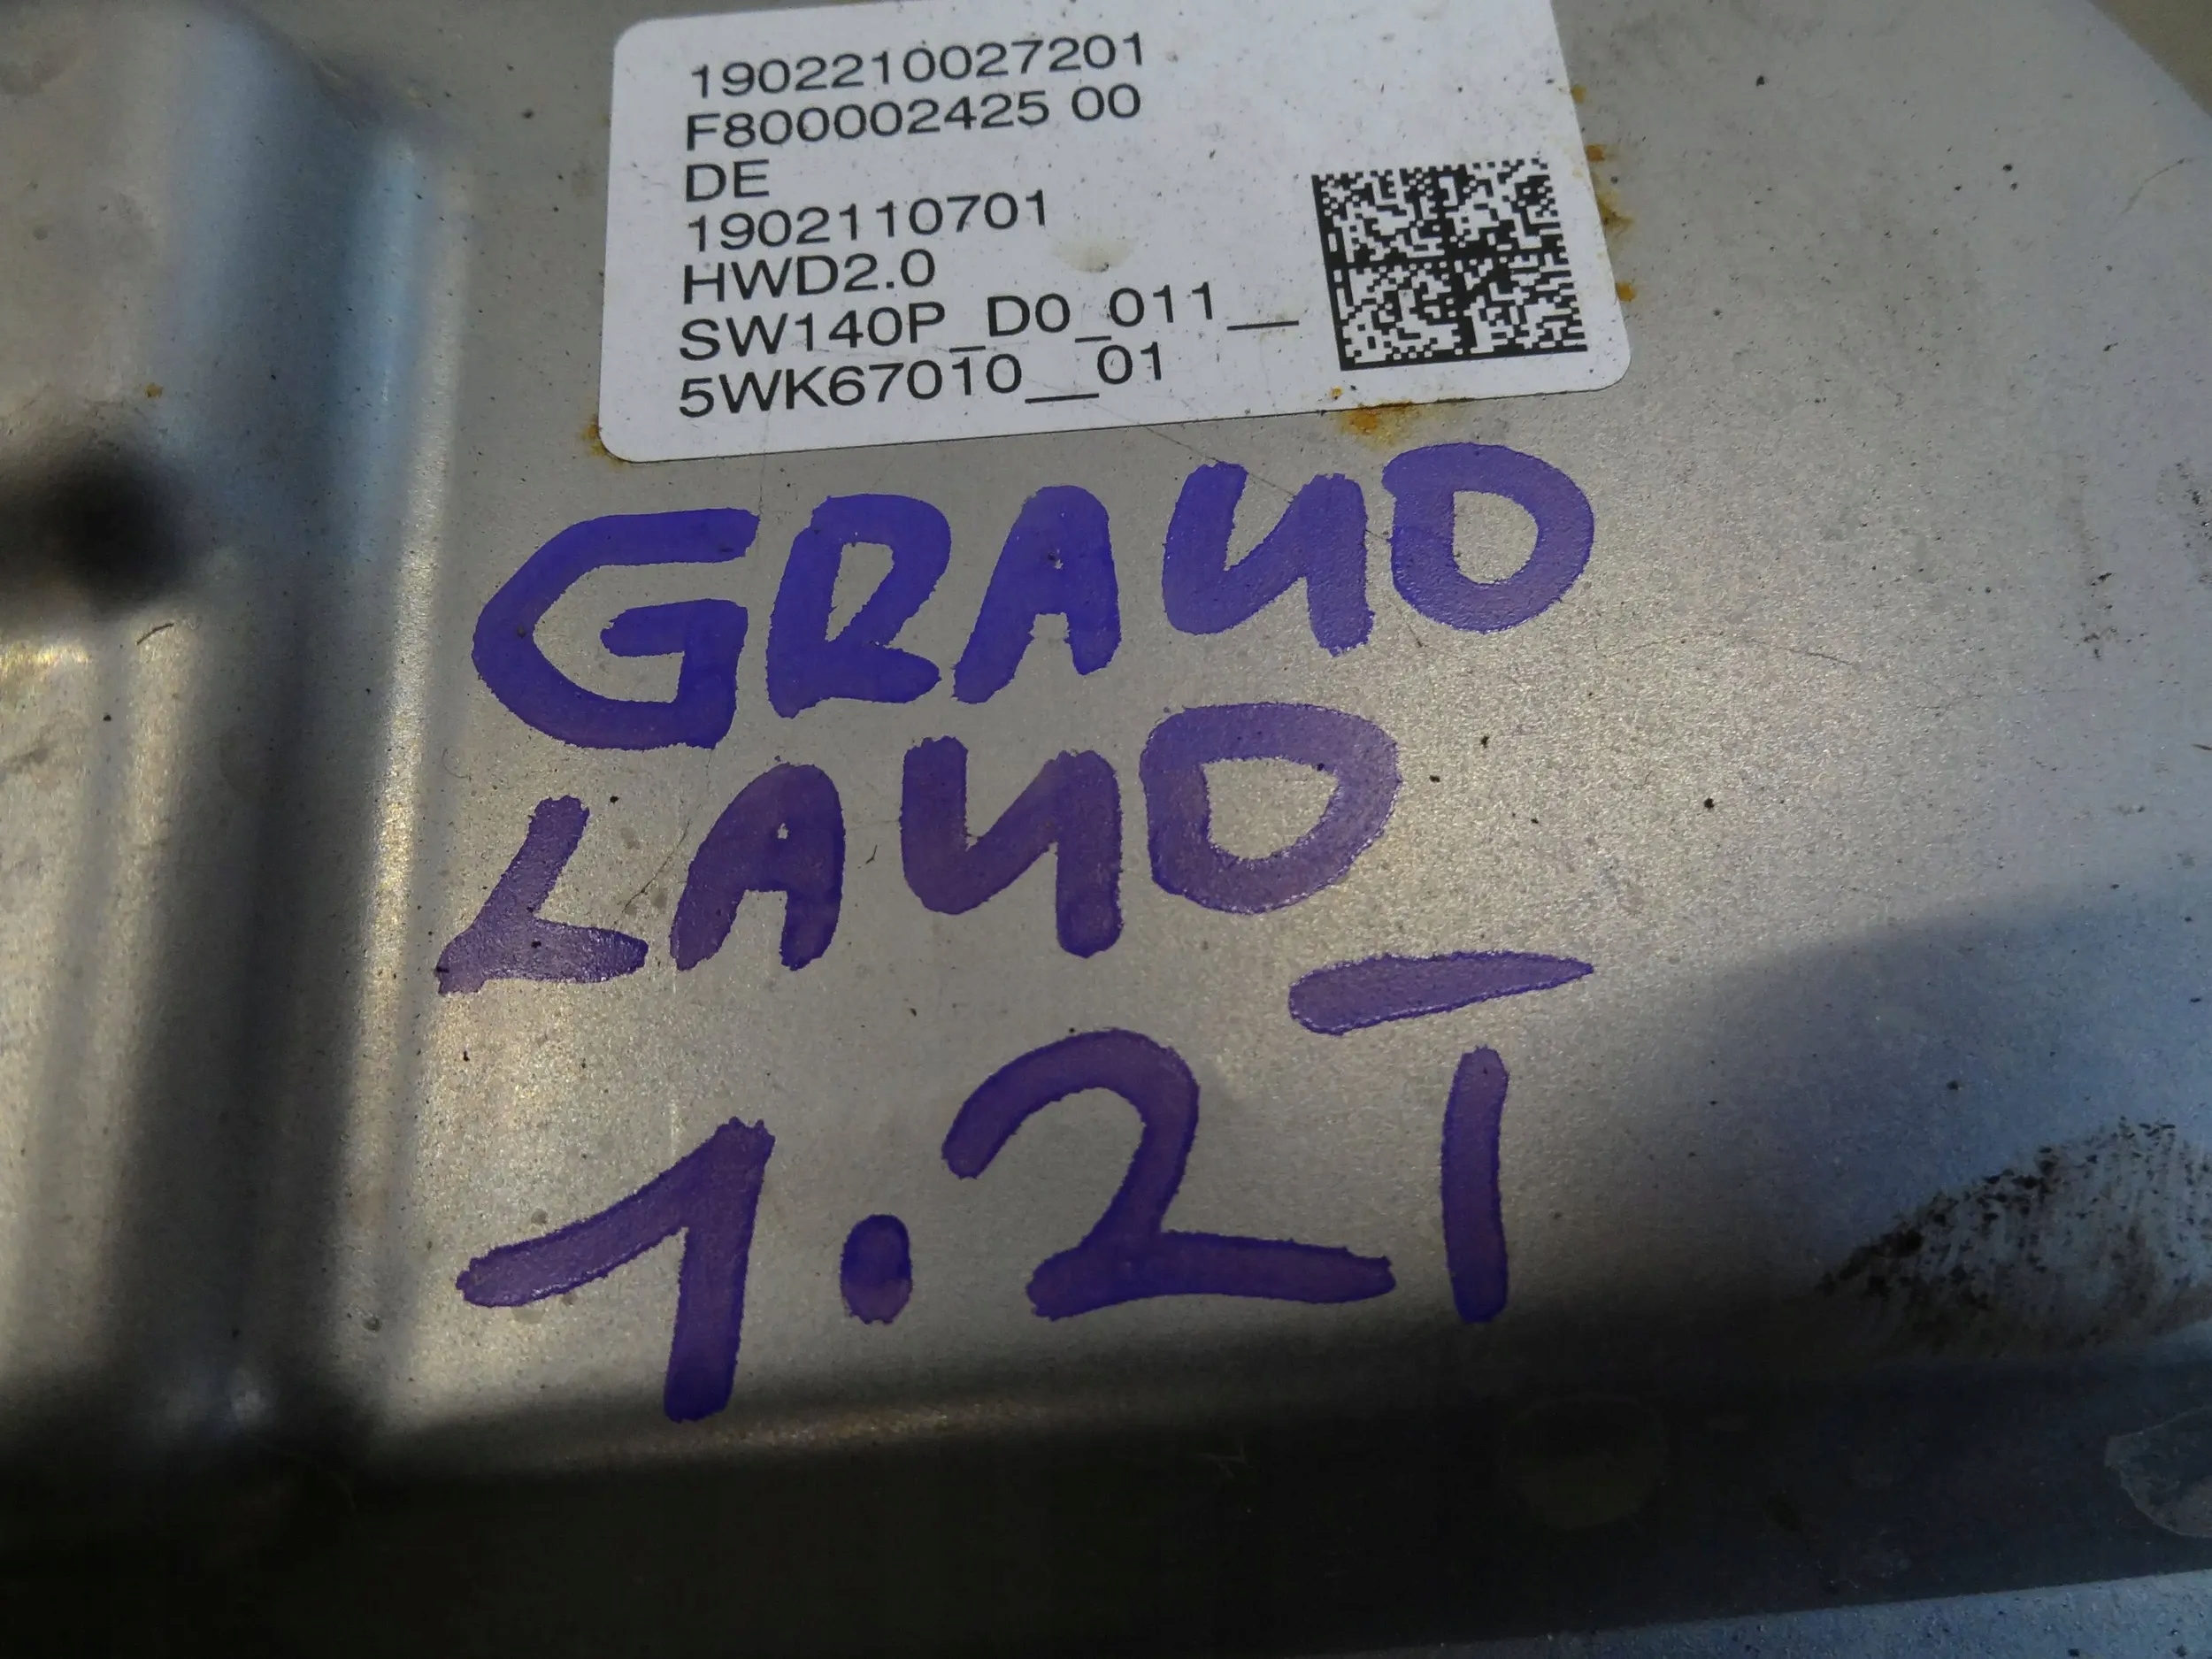 1902210027201
F800002425 00
DE
1902110701
HWD2.0
SW140P_D0_011__
5WK67010__01
GRAND
LAND
1.2T